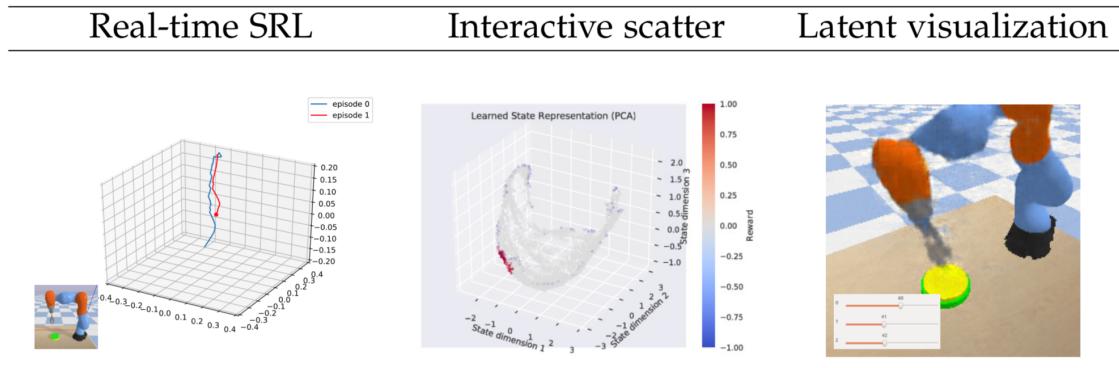 Real-time SRL Interactive scatter Latent visualization
episode 0
episode 1
0.20
0.15
0.10
0.05
0.00
−0.05
−0.10
−0.15
−0.20
−0.4 −0.3 −0.2 −0.1 0.0 0.1 0.2 0.3 0.4
−0.4 −0.3 −0.2 −0.1 0.0 0.1 0.2 0.3 0.4
Learned State Representation (PCA)
2.0
1.5
1.0
0.5
0.0
−0.5
−1.0
State dimension 3
−2 −1 0 1 2 3
State dimension 1
−3 −2 −1 0 1 2 3
State dimension 2
1.00
0.75
0.50
0.25
0.00
−0.25
−0.50
−0.75
−1.00
Reward
0
1 41
2 42